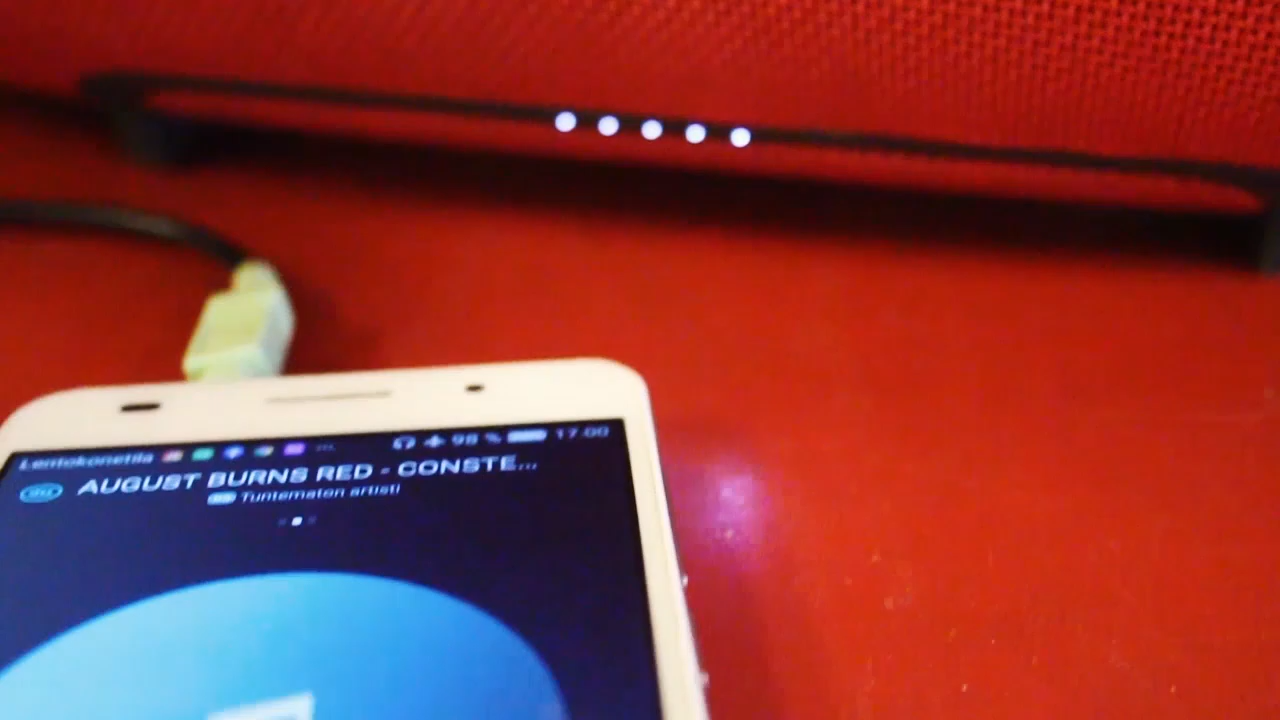 Lentokonetila ... 98 % 17.00
AUGUST BURNS RED - CONSTE...
Tuntematon artisti